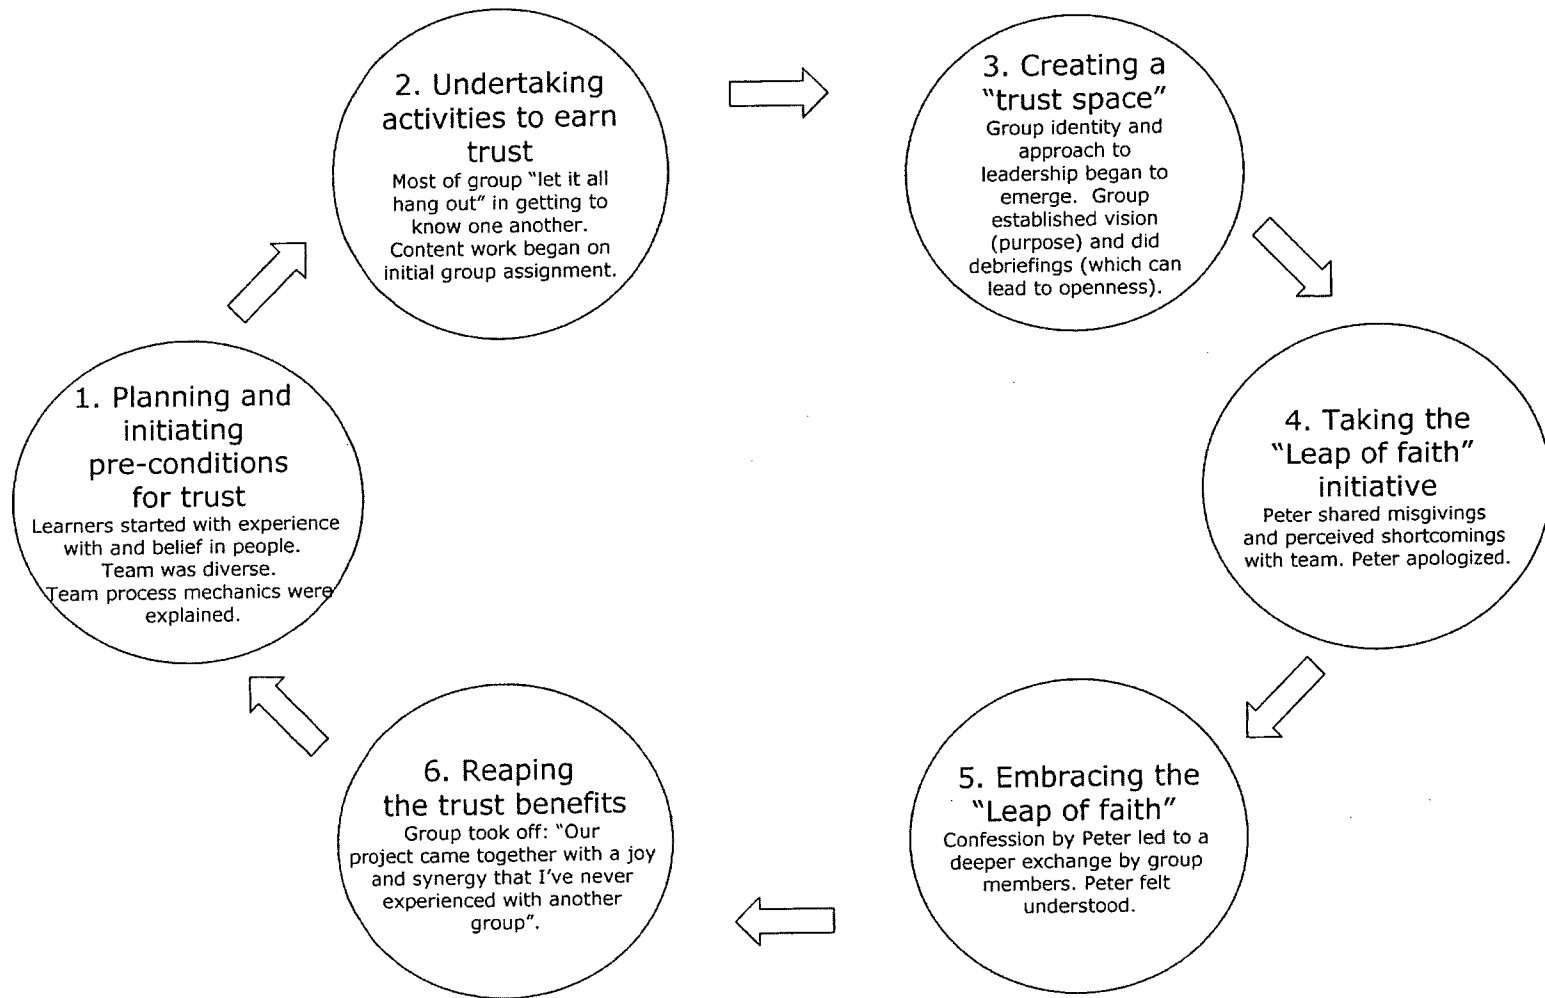 1. Planning and
initiating
pre-conditions
for trust
Learners started with experience
with and belief in people.
Team was diverse.
Team process mechanics were
explained.
2. Undertaking
activities to earn
trust
Most of group “let it all
hang out” in getting to
know one another.
Content work began on
initial group assignment.
3. Creating a
“trust space”
Group identity and
approach to
leadership began to
emerge. Group
established vision
(purpose) and did
debriefings (which can
lead to openness).
4. Taking the
“Leap of faith”
initiative
Peter shared misgivings
and perceived shortcomings
with team. Peter apologized.
5. Embracing the
“Leap of faith”
Confession by Peter led to a
deeper exchange by group
members. Peter felt
understood.
6. Reaping
the trust benefits
Group took off: “Our
project came together with a joy
and synergy that I’ve never
experienced with another
group”.